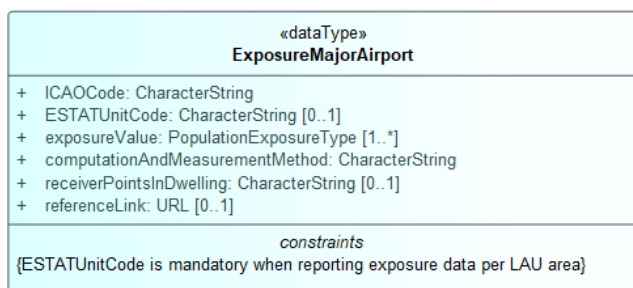 «dataType»
ExposureMajorAirport
+ ICAOCode: CharacterString
+ ESTATUnitCode: CharacterString [0..1]
+ exposureValue: PopulationExposureType [1..*]
+ computationAndMeasurementMethod: CharacterString
+ receiverPointsInDwelling: CharacterString [0..1]
+ referenceLink: URL [0..1]
constraints
{ESTATUnitCode is mandatory when reporting exposure data per LAU area}